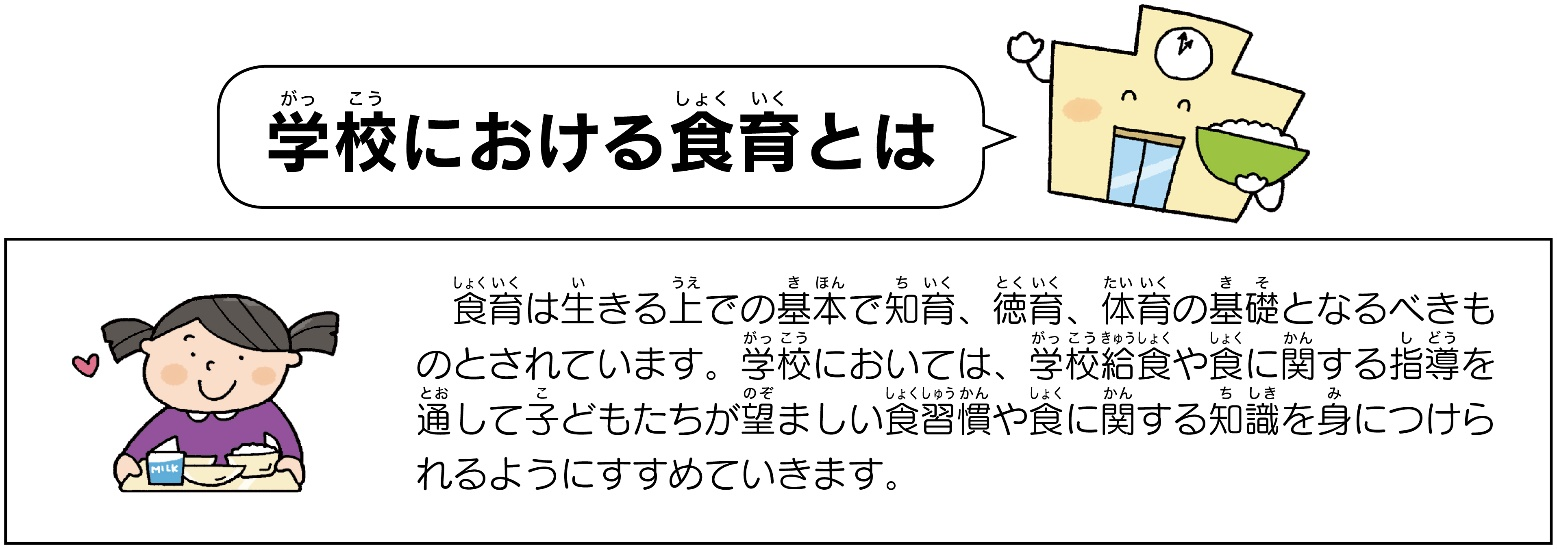 学校における食育とは
食育は生きる上での基本で知育、徳育、体育の基礎となるべきも
のとされています。学校においては、学校給食や食に関する指導を
通して子どもたちが望ましい食習慣や食に関する知識を身につけら
れるようにすすめていきます。
MILK